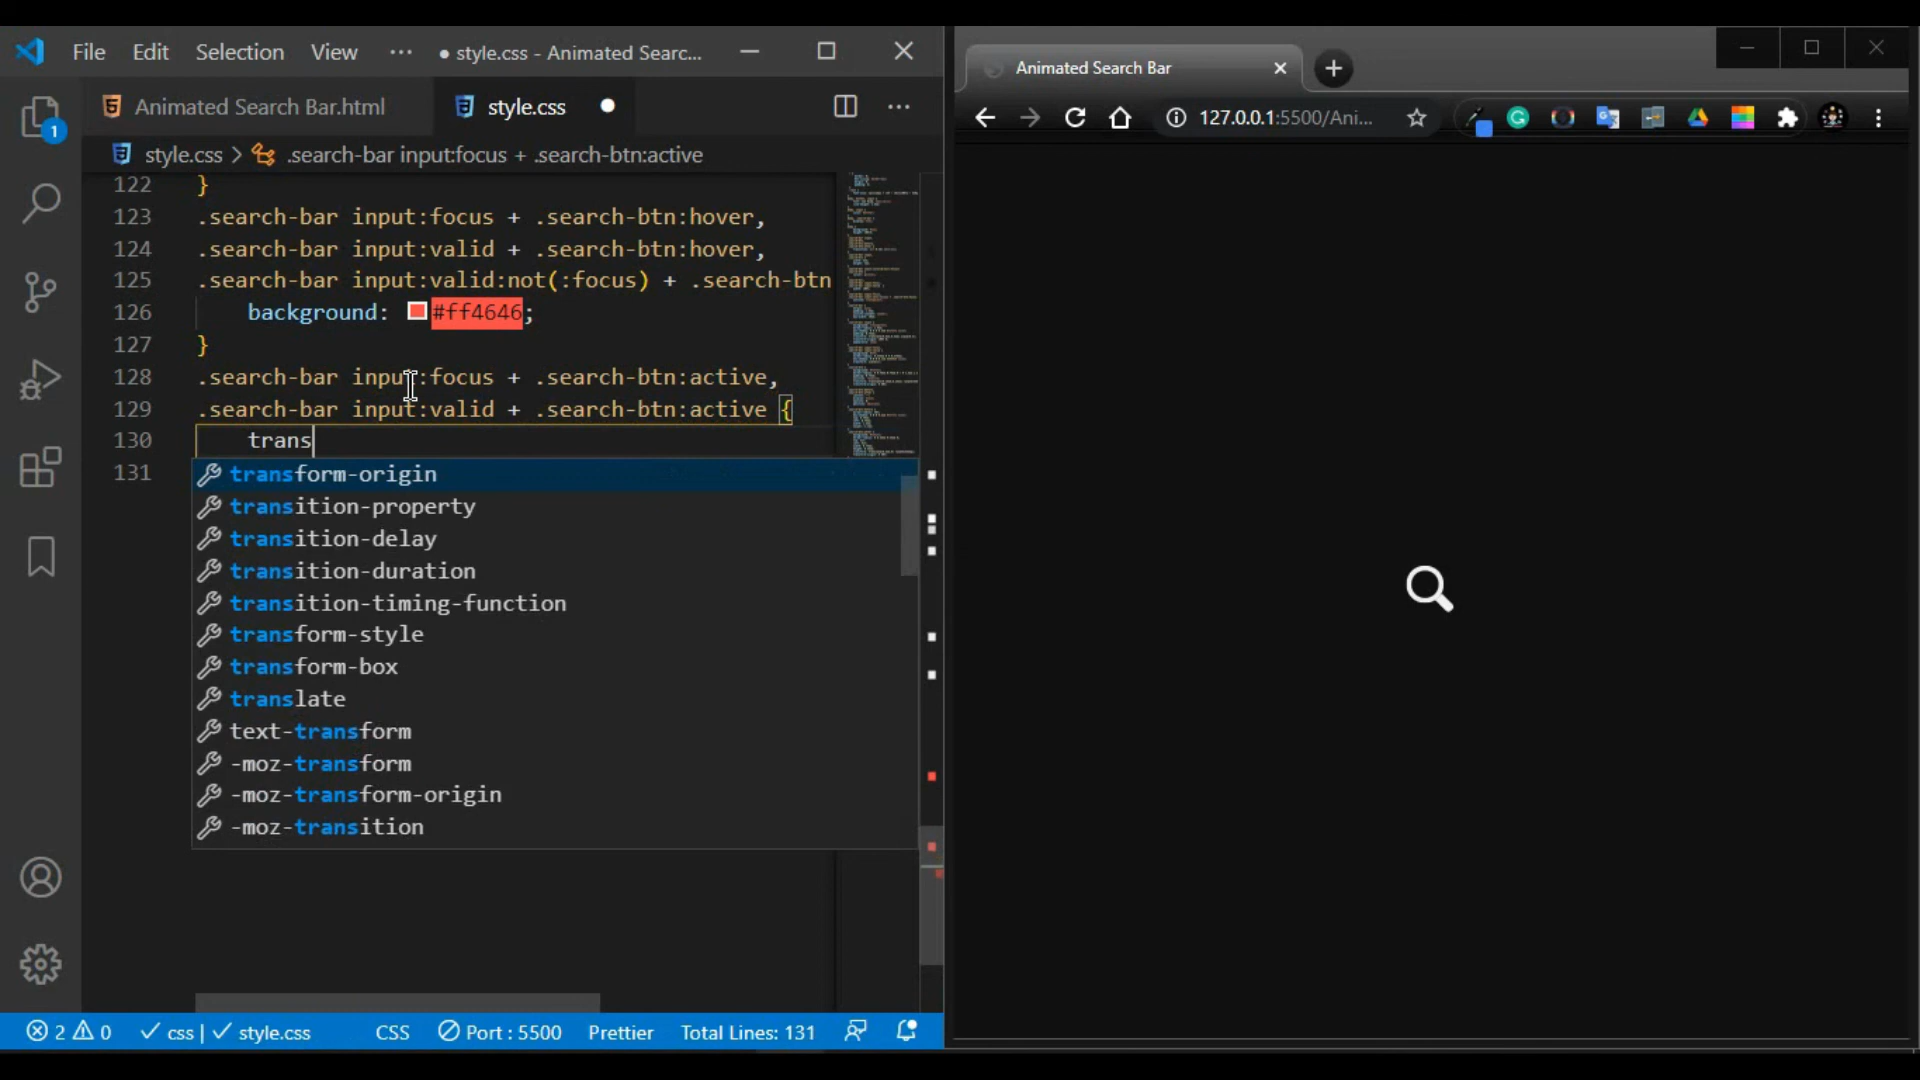 File Edit Selection View ··· ● style.css - Animated Searc...
Animated Search Bar.html style.css
style.css > .search-bar input:focus + .search-btn:active
1
122 }
123 .search-bar input:focus + .search-btn:hover,
124 .search-bar input:valid + .search-btn:hover,
125 .search-bar input:valid:not(:focus) + .search-btn
126 background: #ff4646;
127 }
128 .search-bar input:focus + .search-btn:active,
129 .search-bar input:valid + .search-btn:active {
130 trans
131
transform-origin
transition-property
transition-delay
transition-duration
transition-timing-function
transform-style
transform-box
translate
text-transform
-moz-transform
-moz-transform-origin
-moz-transition
2 0 css | style.css CSS Port : 5500 Prettier Total Lines: 131
Animated Search Bar
127.0.0.1:5500/Ani...